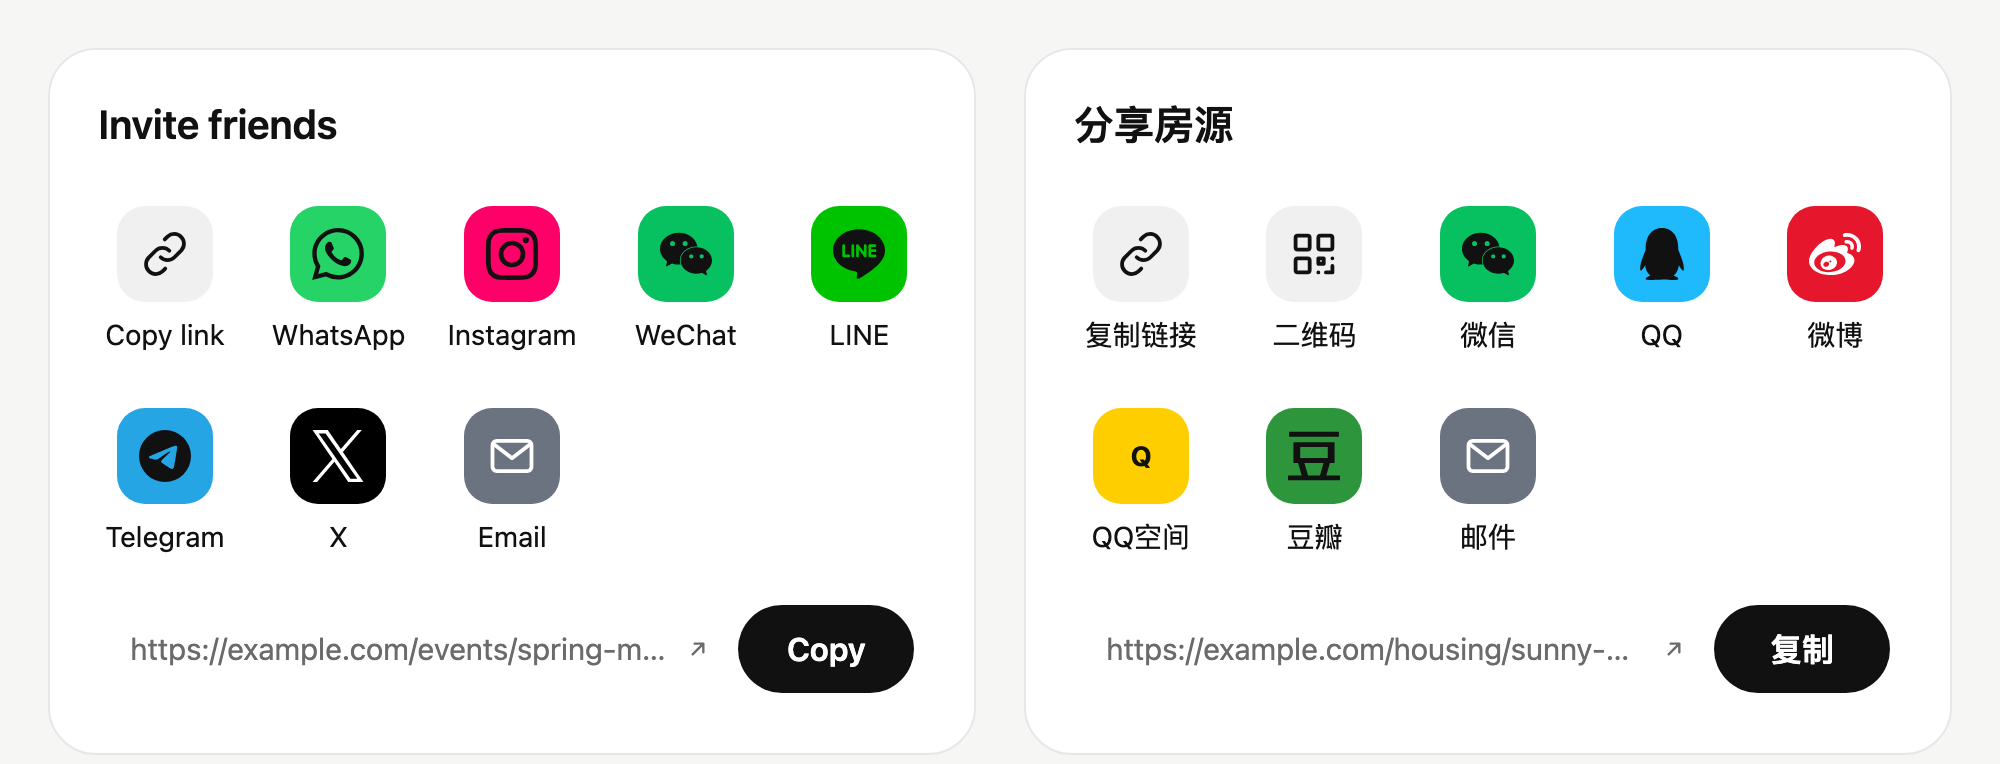 Invite friends
Copy link
WhatsApp
Instagram
WeChat
LINE
LINE
Telegram
X
Email
https://example.com/events/spring-m...
Copy
分享房源
复制链接
二维码
微信
QQ
微博
Q
QQ空间
豆
豆瓣
邮件
https://example.com/housing/sunny-...
复制